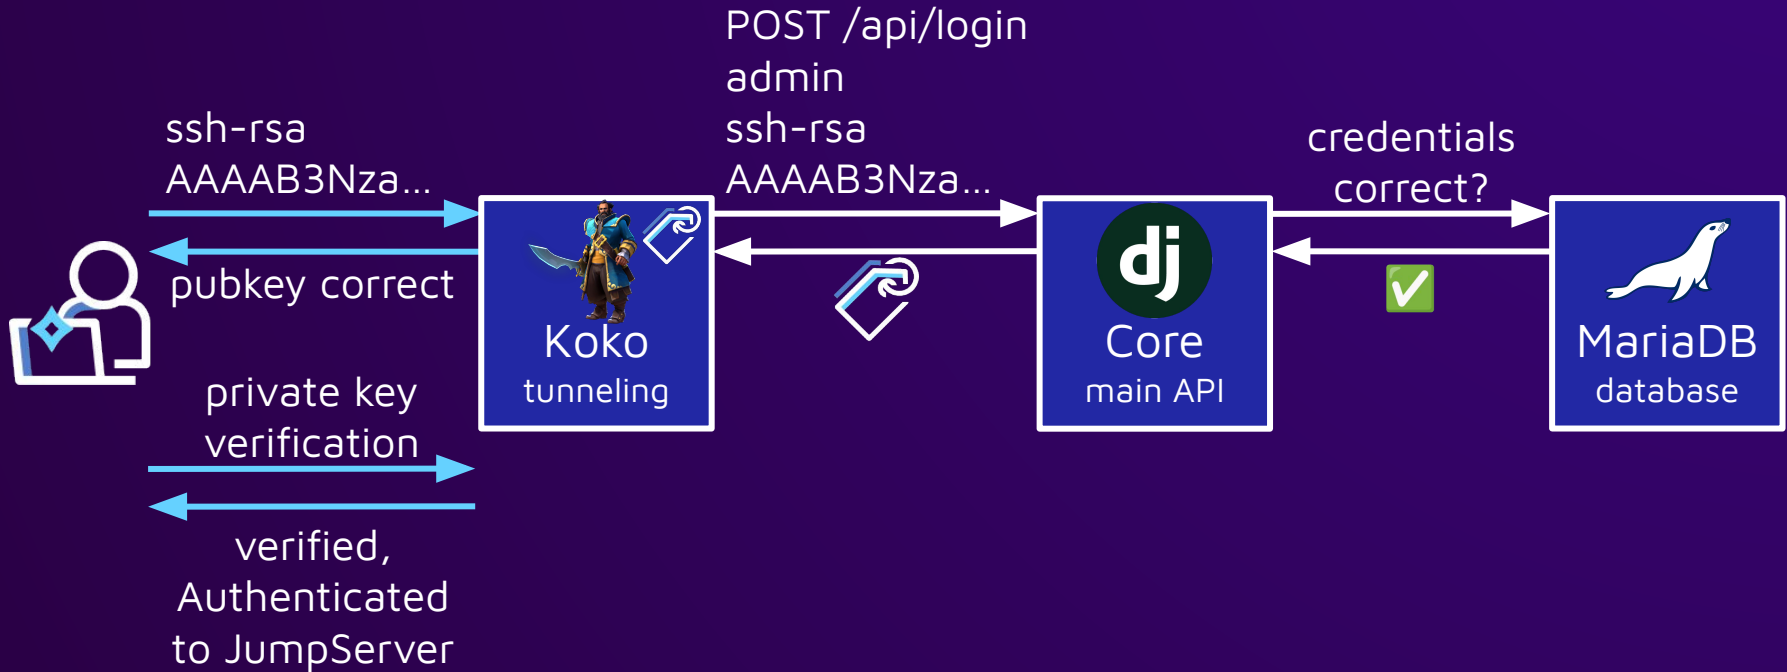 POST /api/login
admin
ssh-rsa
AAAAB3Nza...
ssh-rsa
AAAAB3Nza...
credentials
correct?
pubkey correct
dj
Koko
tunneling
Core
main API
MariaDB
database
private key
verification
verified,
Authenticated
to JumpServer